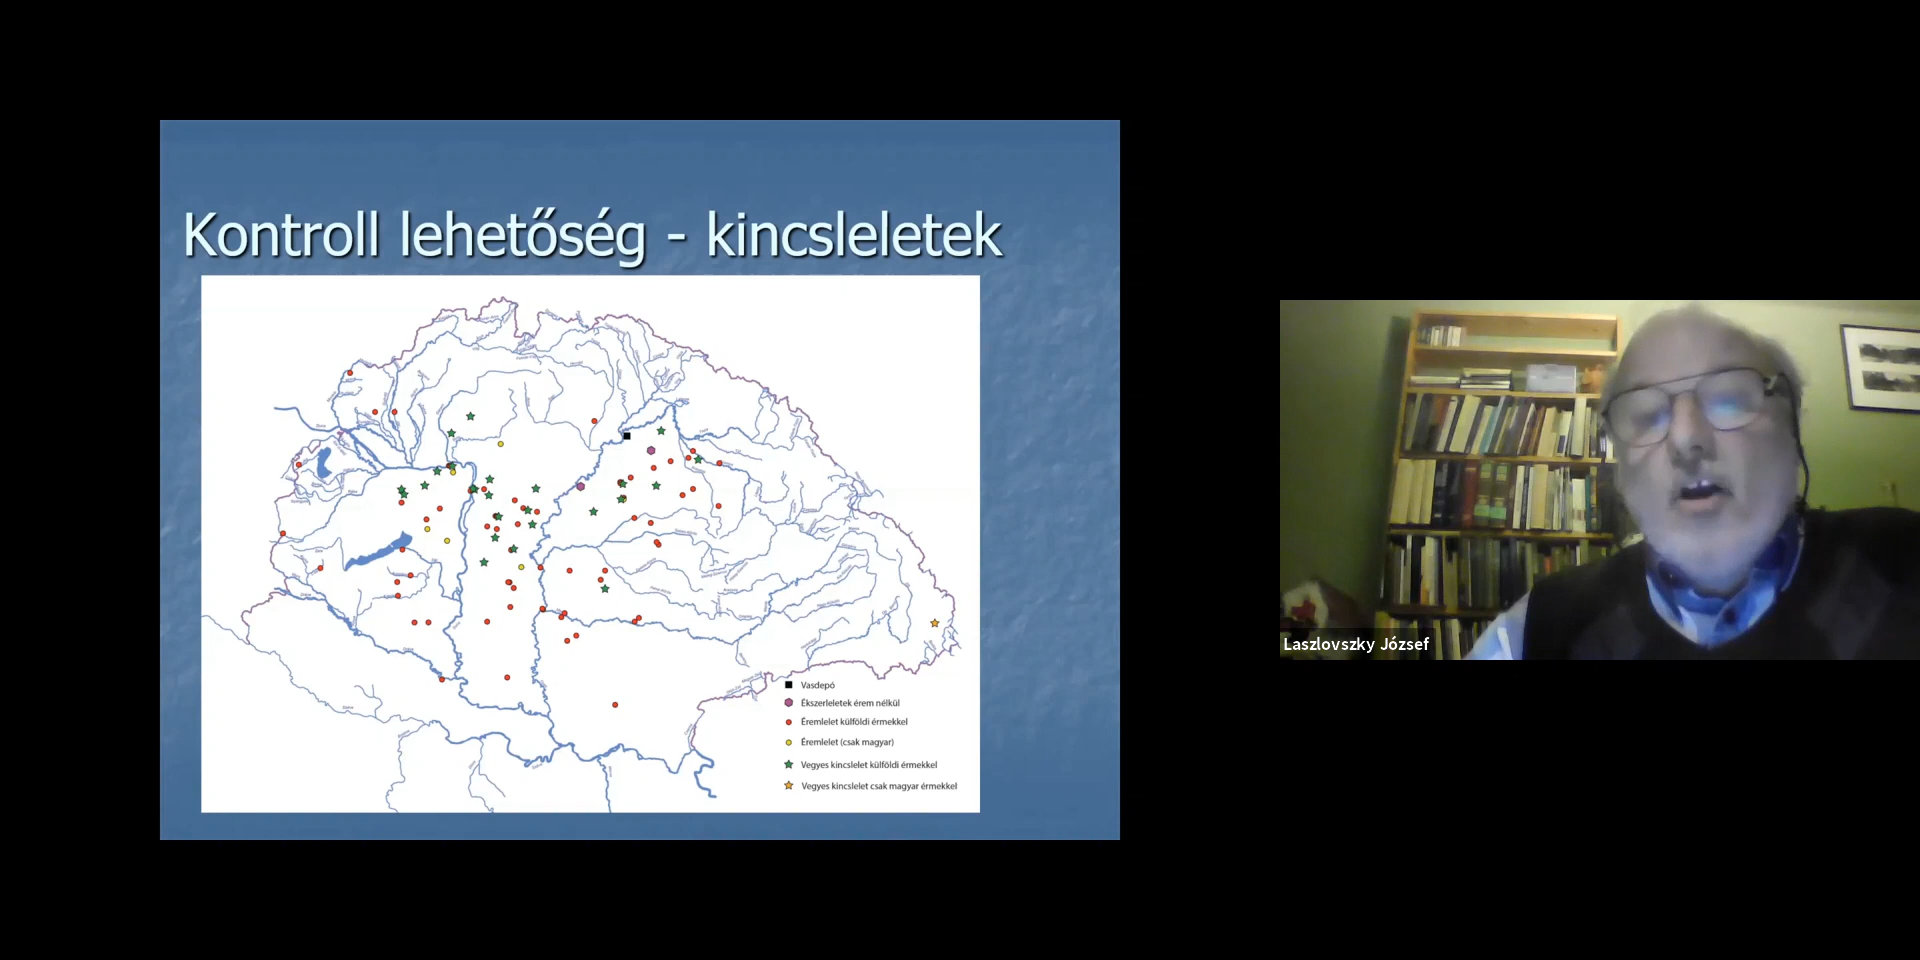 Kontroll lehetőség - kincsleletek
Vasdepó
Ékszerleletek érem nélkül
Éremlelet külföldi érmekkel
Éremlelet (csak magyar)
Vegyes kincslelet külföldi érmekkel
Vegyes kincslelet csak magyar érmekkel
Laszlovszky József